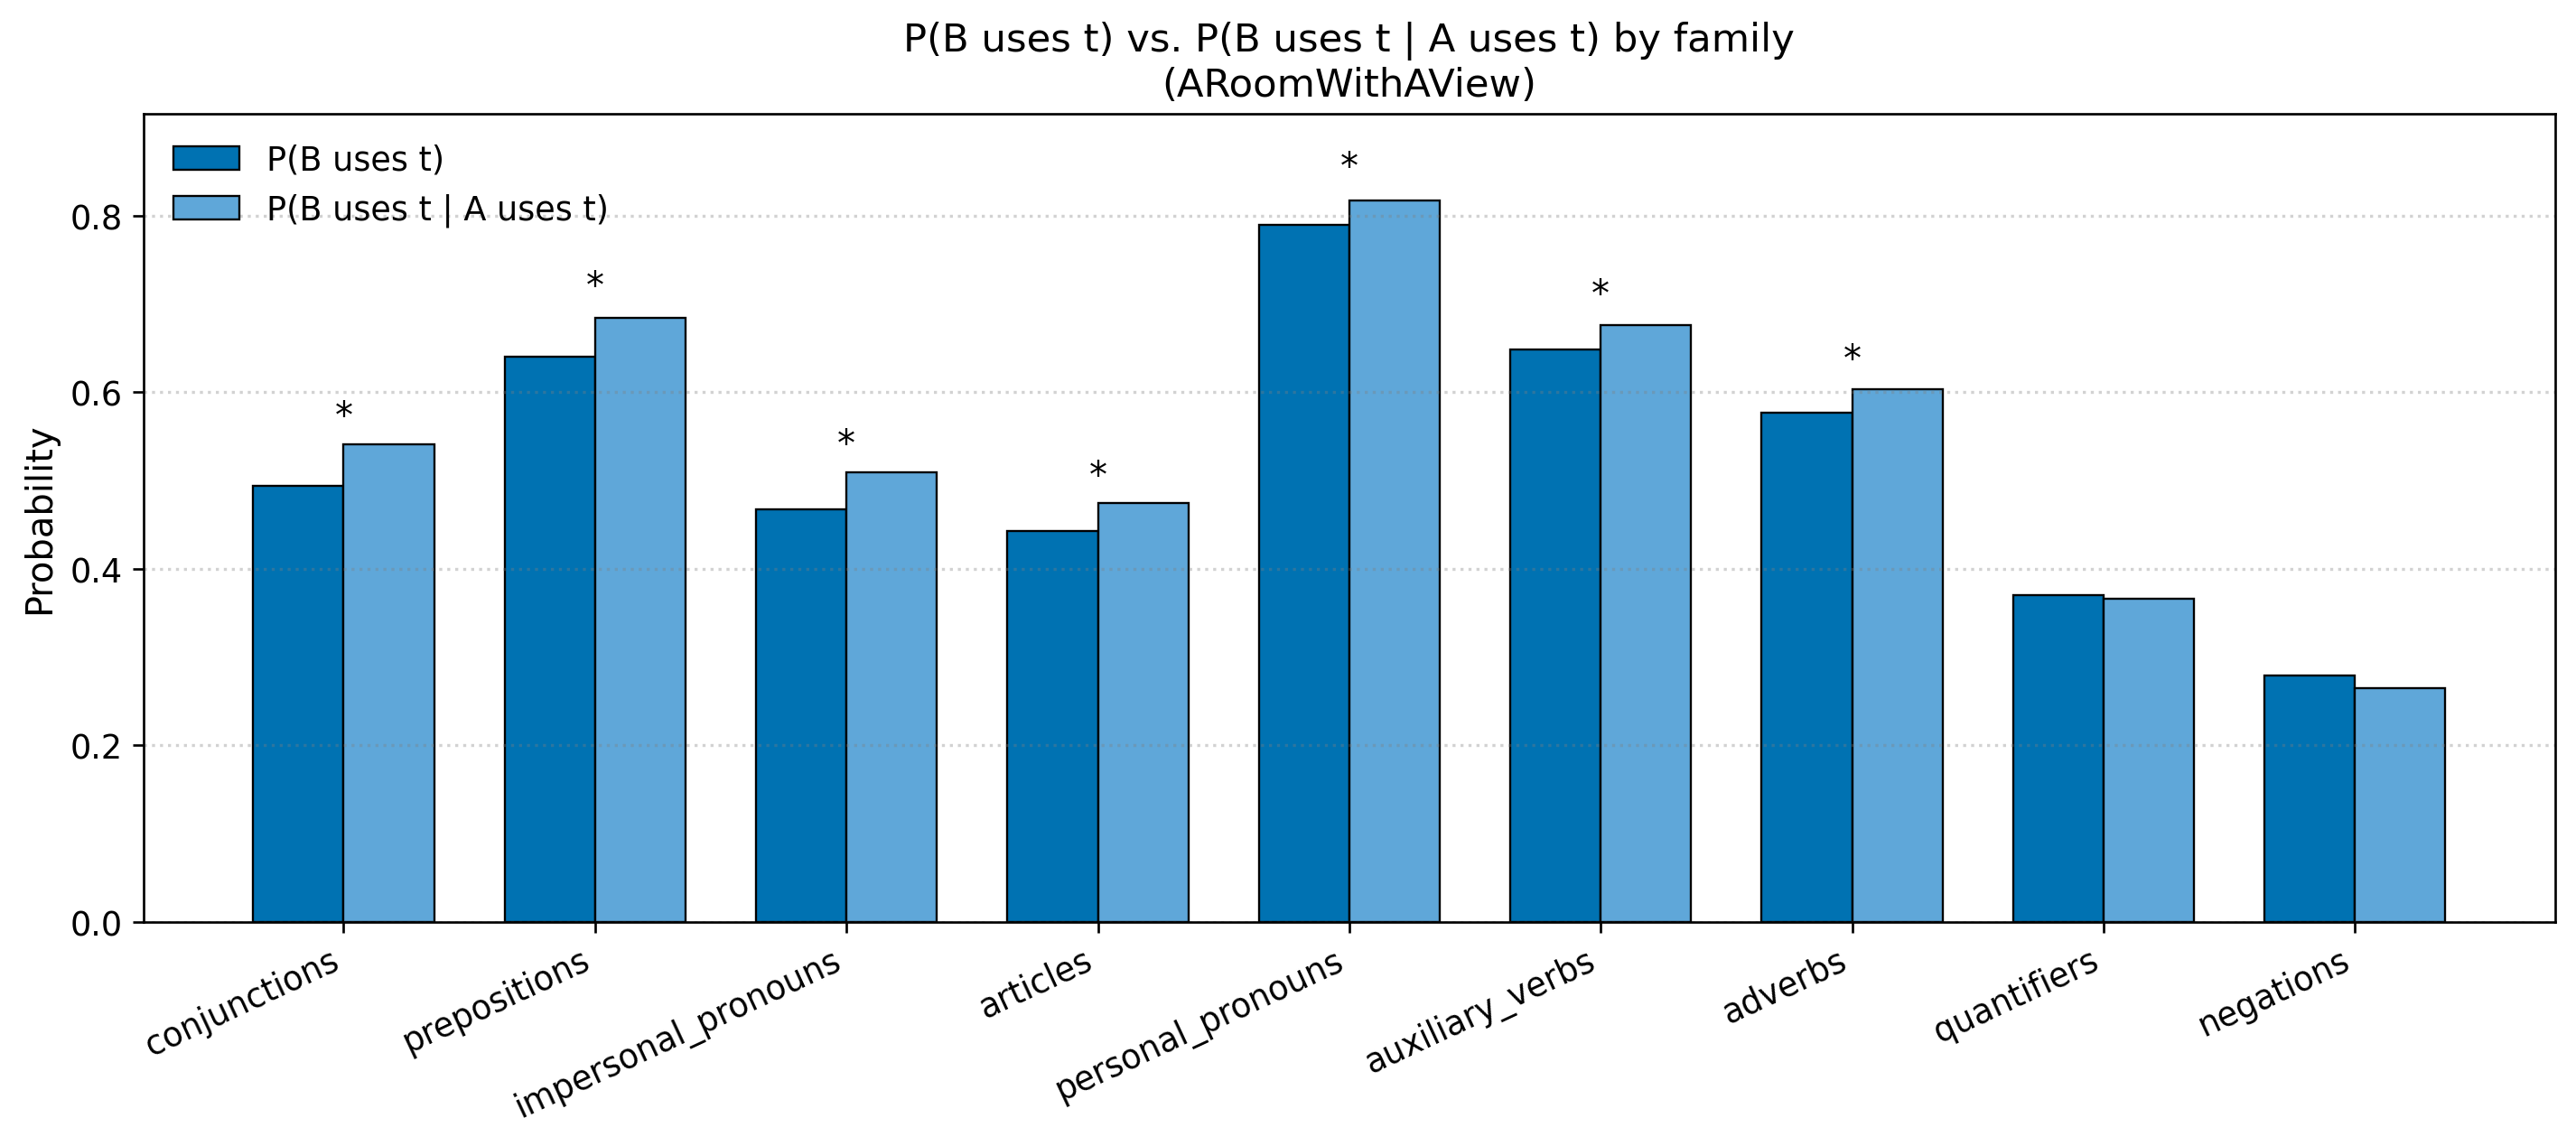 P(B uses t) vs. P(B uses t | A uses t) by family
(ARoomWithAView)
P(B uses t)
P(B uses t | A uses t)
Probability
0.8
0.6
0.4
0.2
0.0
*
*
*
*
*
*
*
conjunctions
prepositions
impersonal_pronouns
articles
personal_pronouns
auxiliary_verbs
adverbs
quantifiers
negations